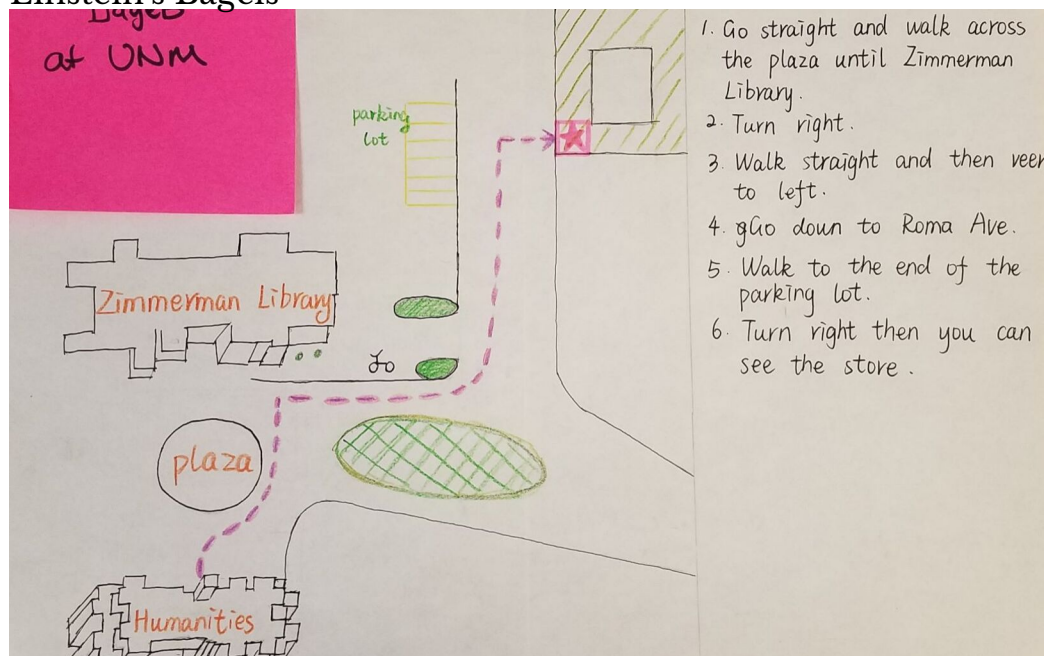 Einstein's Bagels
Bagels
at UNM
parking
lot
Zimmerman Library
plaza
Humanities
1. Go straight and walk across
the plaza until Zimmerman
Library.
2. Turn right.
3. Walk straight and then veer
to left.
4. gGo down to Roma Ave.
5. Walk to the end of the
parking lot.
6. Turn right then you can
see the store.